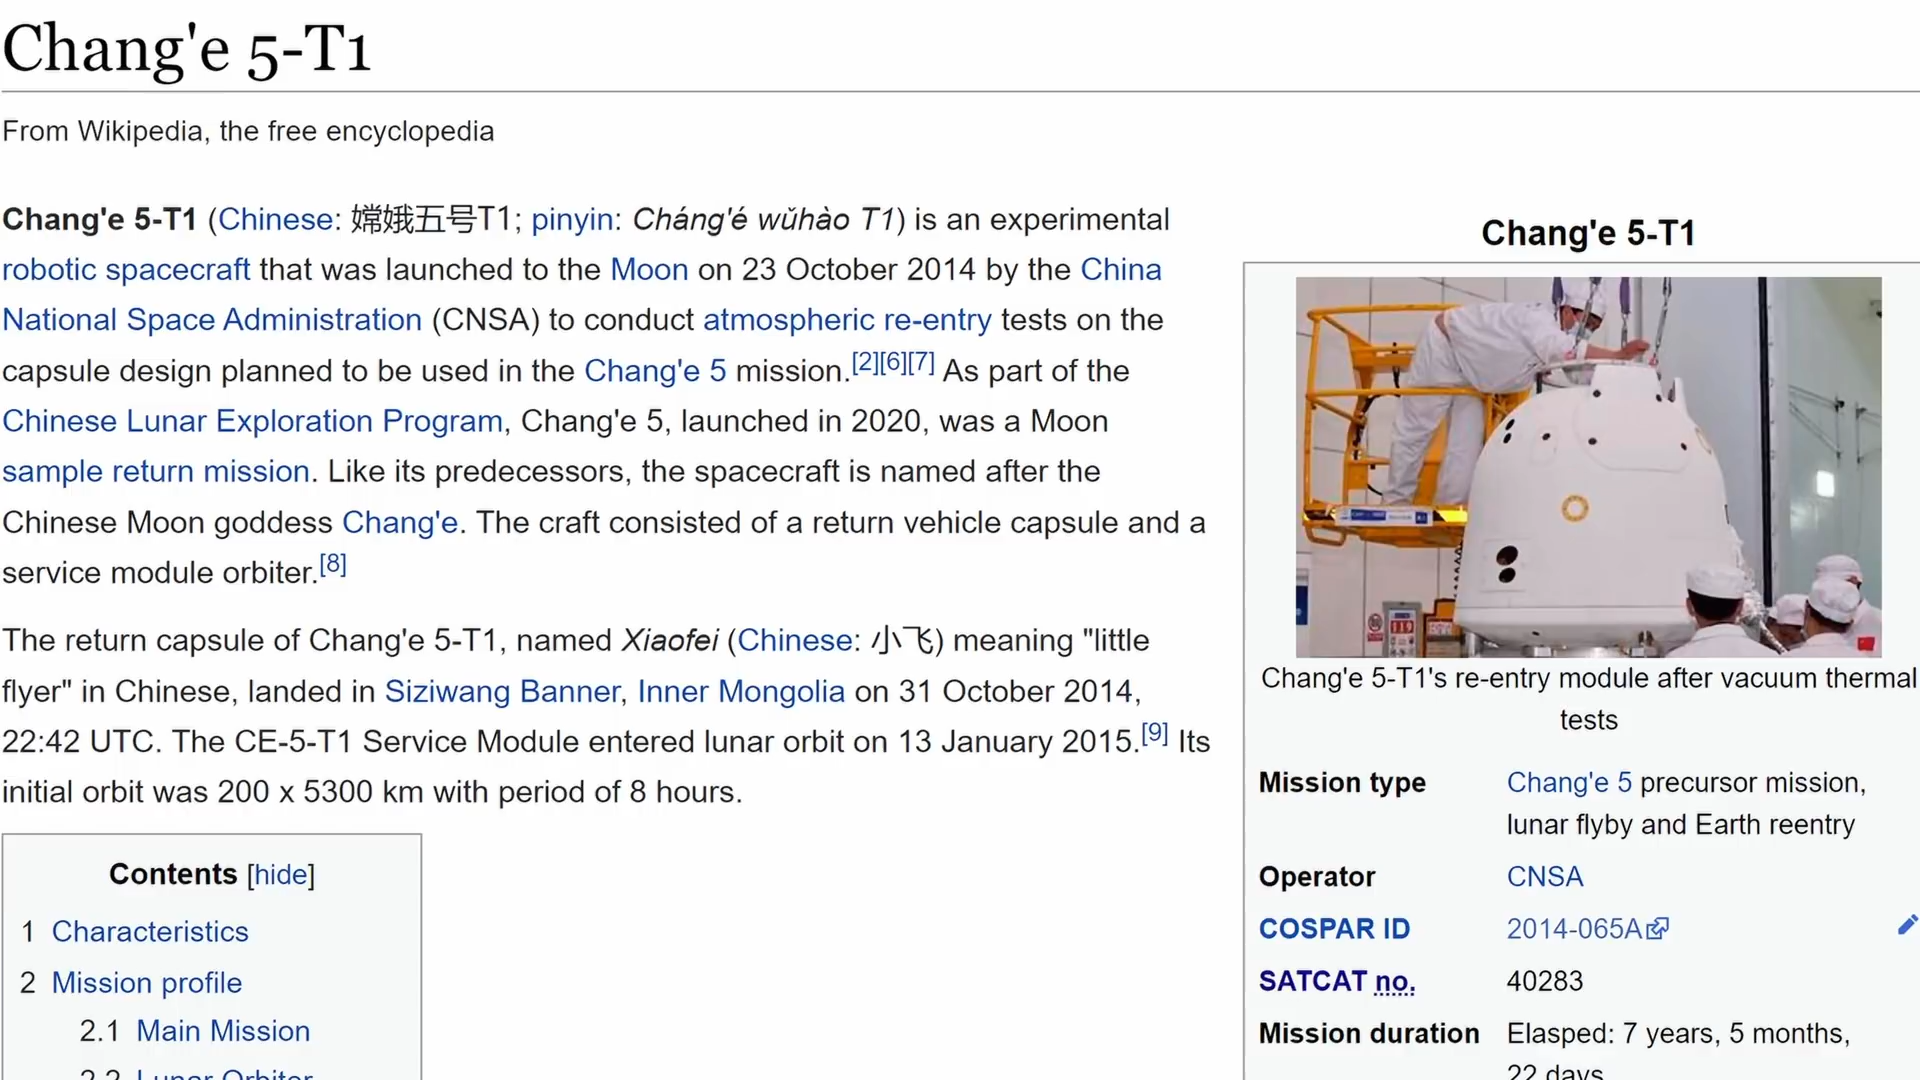 Chang'e 5-T1
From Wikipedia, the free encyclopedia
Chang'e 5-T1 (Chinese: 嫦娥五号T1; pinyin: Cháng'é wǔhào T1) is an experimental
robotic spacecraft that was launched to the Moon on 23 October 2014 by the China
National Space Administration (CNSA) to conduct atmospheric re-entry tests on the
capsule design planned to be used in the Chang'e 5 mission.[2][6][7] As part of the
Chinese Lunar Exploration Program, Chang'e 5, launched in 2020, was a Moon
sample return mission. Like its predecessors, the spacecraft is named after the
Chinese Moon goddess Chang'e. The craft consisted of a return vehicle capsule and a
service module orbiter.[8]
The return capsule of Chang'e 5-T1, named Xiaofei (Chinese: 小飞) meaning "little
flyer" in Chinese, landed in Siziwang Banner, Inner Mongolia on 31 October 2014,
22:42 UTC. The CE-5-T1 Service Module entered lunar orbit on 13 January 2015.[9] Its
initial orbit was 200 x 5300 km with period of 8 hours.
Contents [hide]
1 Characteristics
2 Mission profile
2.1 Main Mission
2.2 Lunar Orbiter
Chang'e 5-T1
119
Chang'e 5-T1's re-entry module after vacuum thermal
tests
Mission type Chang'e 5 precursor mission,
lunar flyby and Earth reentry
Operator CNSA
COSPAR ID 2014-065A
SATCAT no. 40283
Mission duration Elasped: 7 years, 5 months,
22 days